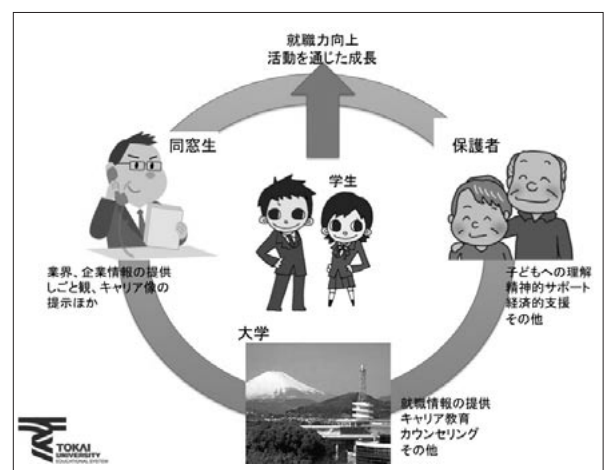 就職力向上
活動を通じた成長
同窓生
保護者
学生
業界、企業情報の提供
しごと観、キャリア像の
提示ほか
子どもへの理解
精神的サポート
経済的支援
その他
大学
就職情報の提供
キャリア教育
カウンセリング
その他
TOKAI
UNIVERSITY
EDUCATIONAL SYSTEM